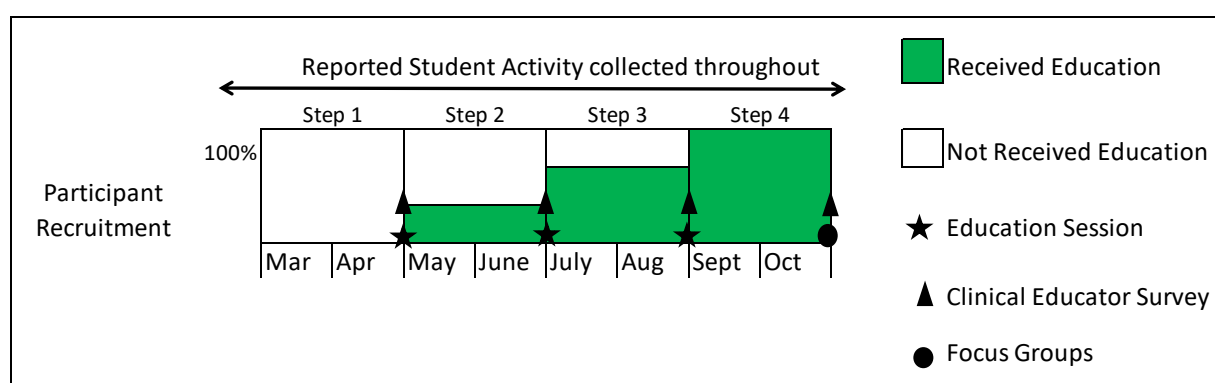 Reported Student Activity collected throughout
Step 1
Step 2
Step 3
Step 4
100%
Participant
Recruitment
Mar
Apr
May
June
July
Aug
Sept
Oct
Received Education
Not Received Education
Education Session
Clinical Educator Survey
Focus Groups